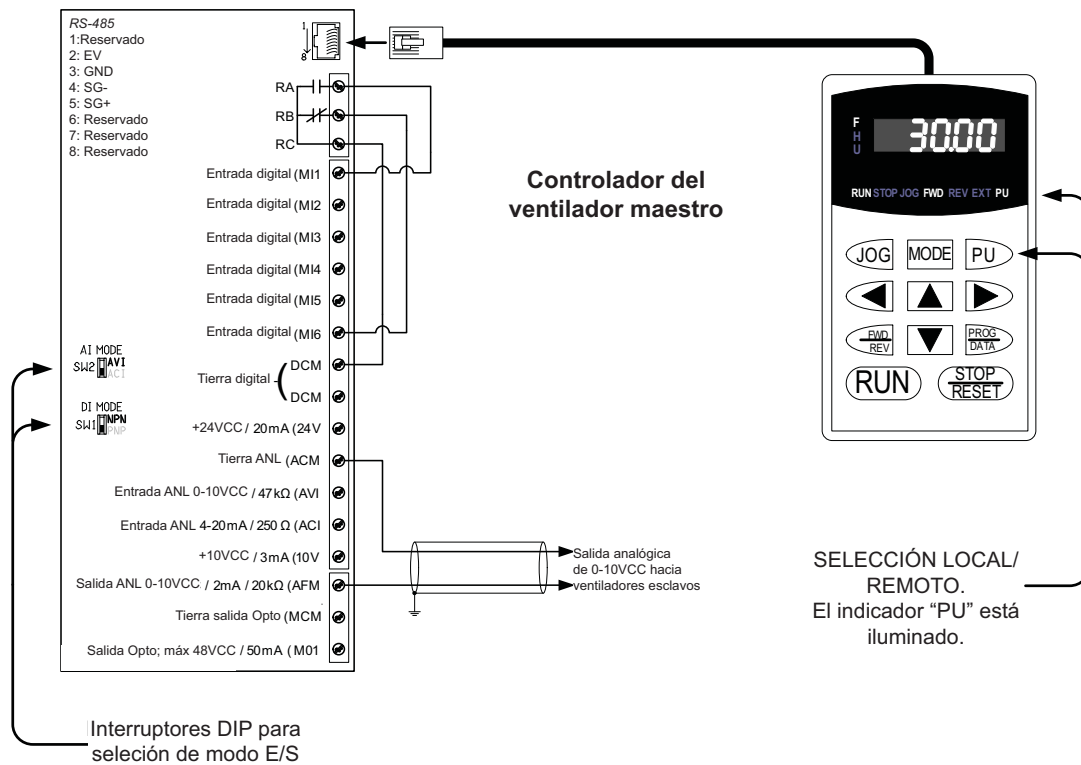 RS-485
1:Reservado
2: EV
3: GND
4: SG-
5: SG+
6: Reservado
7: Reservado
8: Reservado
1
8
RA
RB
RC
Entrada digital (MI1
Entrada digital (MI2
Entrada digital (MI3
Entrada digital (MI4
Entrada digital (MI5
Entrada digital (MI6
Tierra digital
DCM
DCM
+24VCC / 20mA (24V
Tierra ANL (ACM
Entrada ANL 0-10VCC / 47kΩ (AVI
Entrada ANL 4-20mA / 250 Ω (ACI
+10VCC / 3mA (10V
Salida ANL 0-10VCC / 2mA / 20kΩ (AFM
Tierra salida Opto (MCM
Salida Opto; máx 48VCC / 50mA ( M01
AI MODE
SW2 AVI
ACI
DI MODE
SW1 NPN
PNP
Interruptores DIP para
seleción de modo E/S
Controlador del
ventilador maestro
Salida analógica
de 0-10VCC hacia
ventiladores esclavos
F
H
U
30.00
RUN STOP JOG FWD REV EXT PU
JOG MODE PU
FWD
REV
PROG
DATA
RUN
STOP
RESET
SELECCIÓN LOCAL/
REMOTO.
El indicador “PU” está
iluminado.